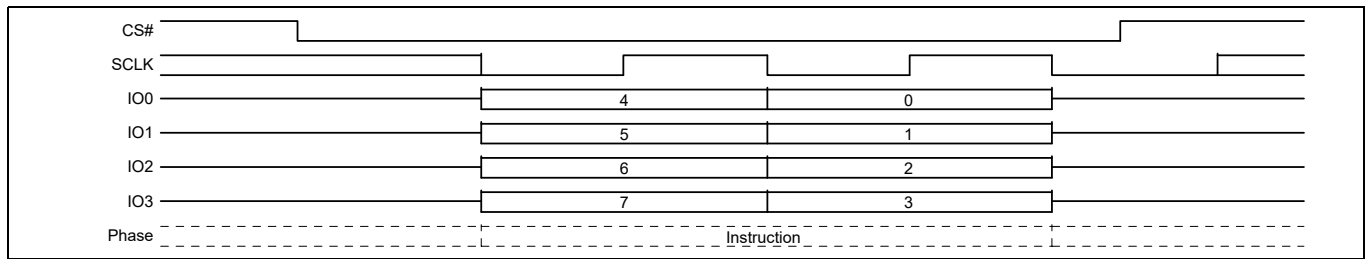 CS#
SCLK
IO0 4 0
IO1 5 1
IO2 6 2
IO3 7 3
Phase Instruction